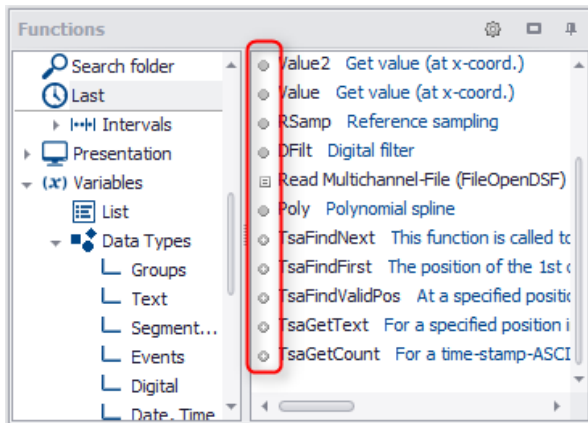 Functions
Search folder
Last
Intervals
Presentation
(x) Variables
List
Data Types
Groups
Text
Segment...
Events
Digital
Date, Time
Value2 Get value (at x-coord.)
Value Get value (at x-coord.)
RSamp Reference sampling
DFilt Digital filter
Read Multichannel-File (FileOpenDSF)
Poly Polynomial spline
TsaFindNext This function is called to
TsaFindFirst The position of the 1st
TsaFindValidPos At a specified positio
TsaGetText For a specified position i
TsaGetCount For a time-stamp-ASCI